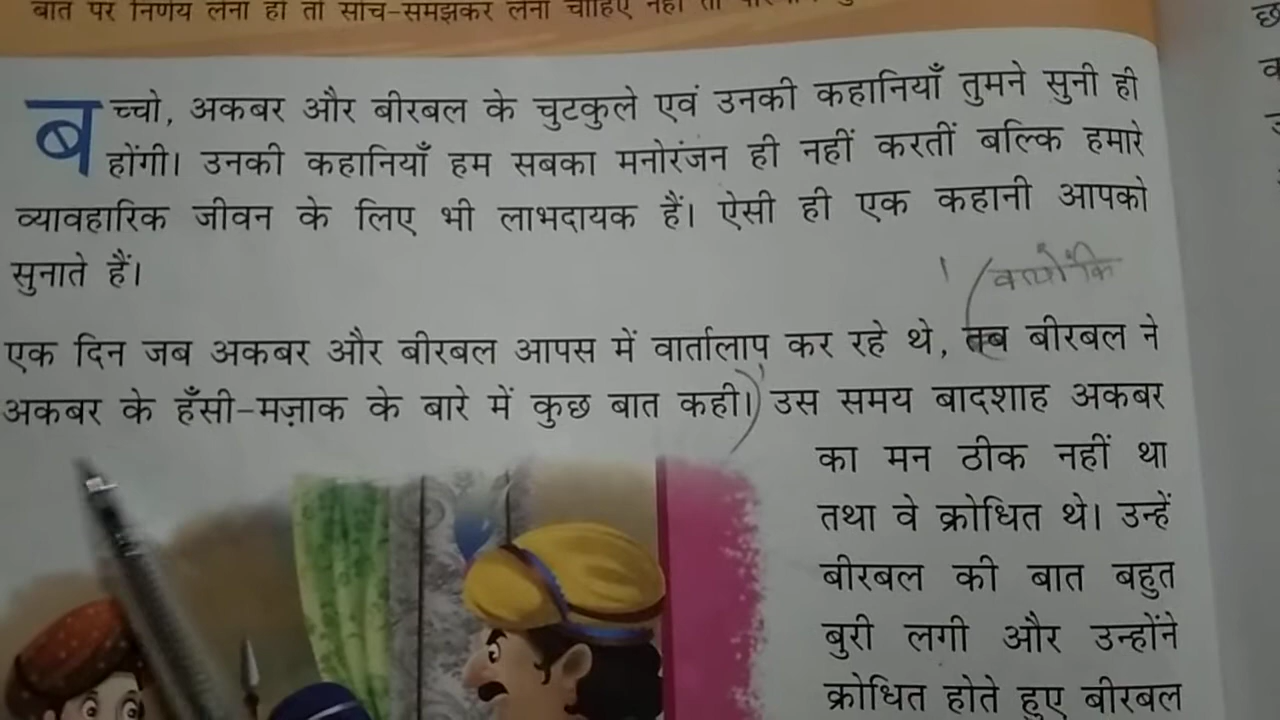 बात पर निर्णय लेना हो तो सोच-समझकर लेना चाहिए नहीं तो
बच्चो, अकबर और बीरबल के चुटकुले एवं उनकी कहानियाँ तुमने सुनी ही
होंगी। उनकी कहानियाँ हम सबका मनोरंजन ही नहीं करतीं बल्कि हमारे
व्यावहारिक जीवन के लिए भी लाभदायक हैं। ऐसी ही एक कहानी आपको
सुनाते हैं।
एक दिन जब अकबर और बीरबल आपस में वार्तालाप कर रहे थे, तब बीरबल ने
अकबर के हँसी-मज़ाक के बारे में कुछ बात कही। उस समय बादशाह अकबर
का मन ठीक नहीं था
तथा वे क्रोधित थे। उन्हें
बीरबल की बात बहुत
बुरी लगी और उन्होंने
क्रोधित होते हुए बीरबल